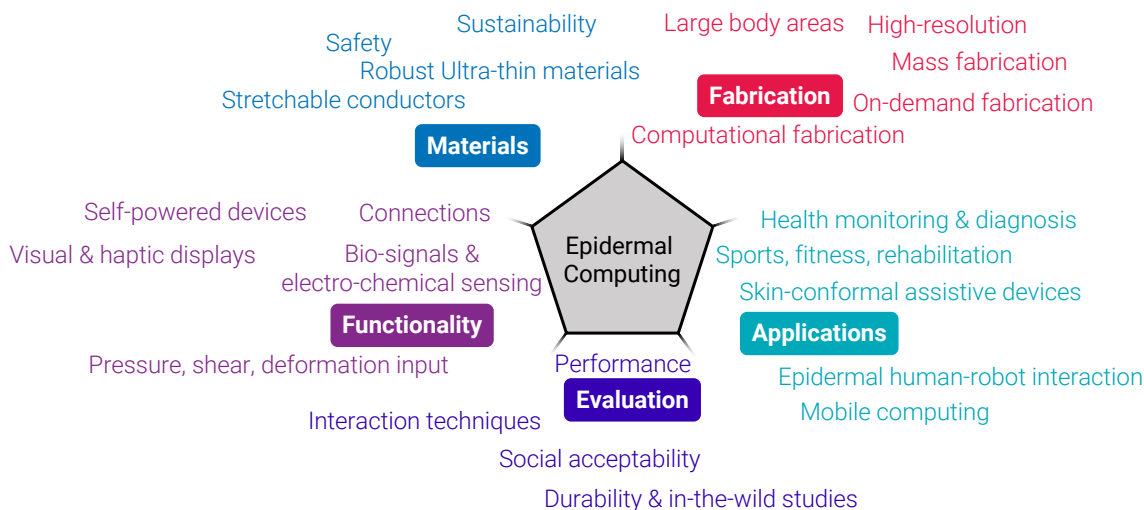 Sustainability
Safety
Robust Ultra-thin materials
Stretchable conductors
Materials
Large body areas
High-resolution
Mass fabrication
Fabrication
On-demand fabrication
Computational fabrication
Self-powered devices
Connections
Visual & haptic displays
Bio-signals &
electro-chemical sensing
Functionality
Pressure, shear, deformation input
Epidermal
Computing
Health monitoring & diagnosis
Sports, fitness, rehabilitation
Skin-conformal assistive devices
Applications
Epidermal human-robot interaction
Mobile computing
Performance
Evaluation
Interaction techniques
Social acceptability
Durability & in-the-wild studies